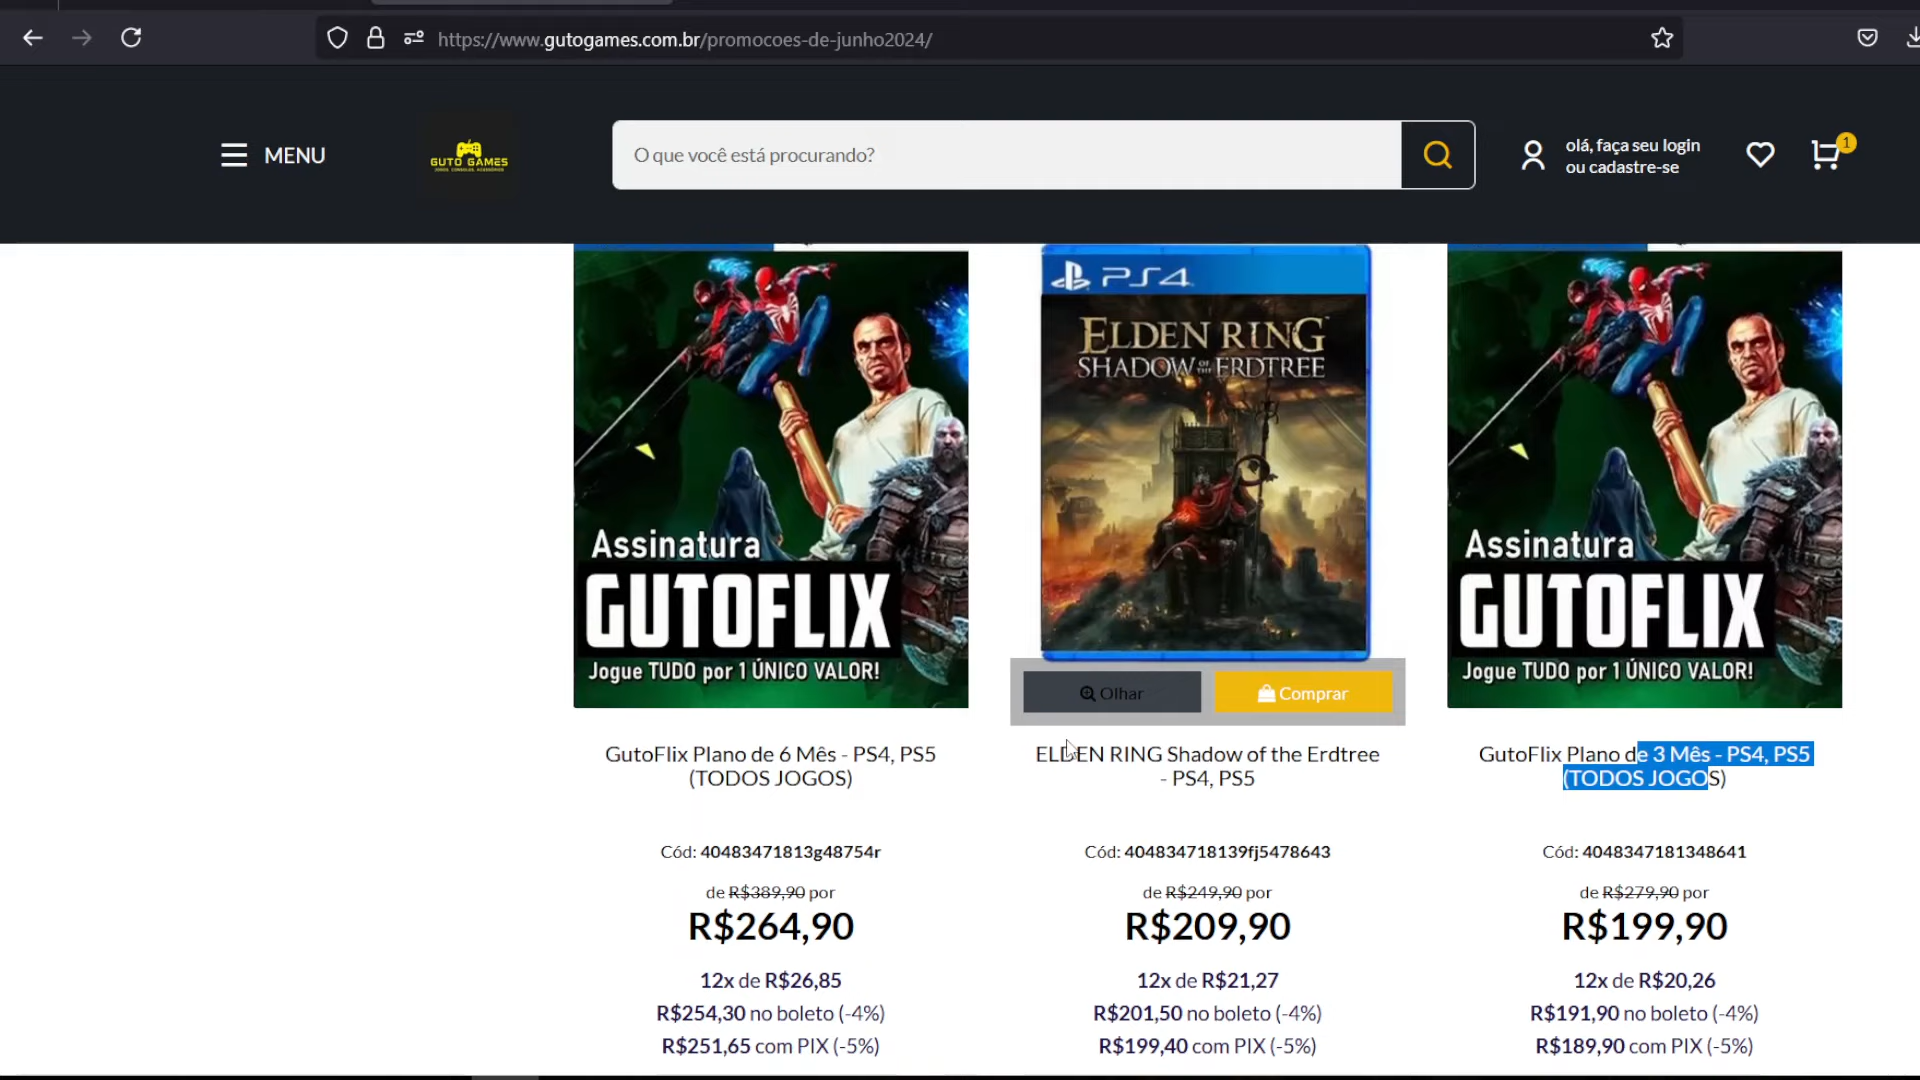 https://www.gutogames.com.br/promocoes-de-junho2024/
MENU
GUTO GAMES
O que você está procurando?
olá, faça seu login
ou cadastre-se
1
Assinatura
GUTOFLIX
Jogue TUDO por 1 ÚNICO VALOR!
PS4
ELDEN RING
SHADOW OF THE ERDTREE
Assinatura
GUTOFLIX
Jogue TUDO por 1 ÚNICO VALOR!
Olhar
Comprar
GutoFlix Plano de 6 Mês - PS4, PS5
(TODOS JOGOS)
ELDEN RING Shadow of the Erdtree
- PS4, PS5
GutoFlix Plano de 3 Mês - PS4, PS5
(TODOS JOGOS)
Cód: 40483471813g48754r
Cód: 404834718139fj5478643
Cód: 4048347181348641
de R$389,90 por
R$264,90
de R$249,90 por
R$209,90
de R$279,90 por
R$199,90
12x de R$26,85
R$254,30 no boleto (-4%)
R$251,65 com PIX (-5%)
12x de R$21,27
R$201,50 no boleto (-4%)
R$199,40 com PIX (-5%)
12x de R$20,26
R$191,90 no boleto (-4%)
R$189,90 com PIX (-5%)